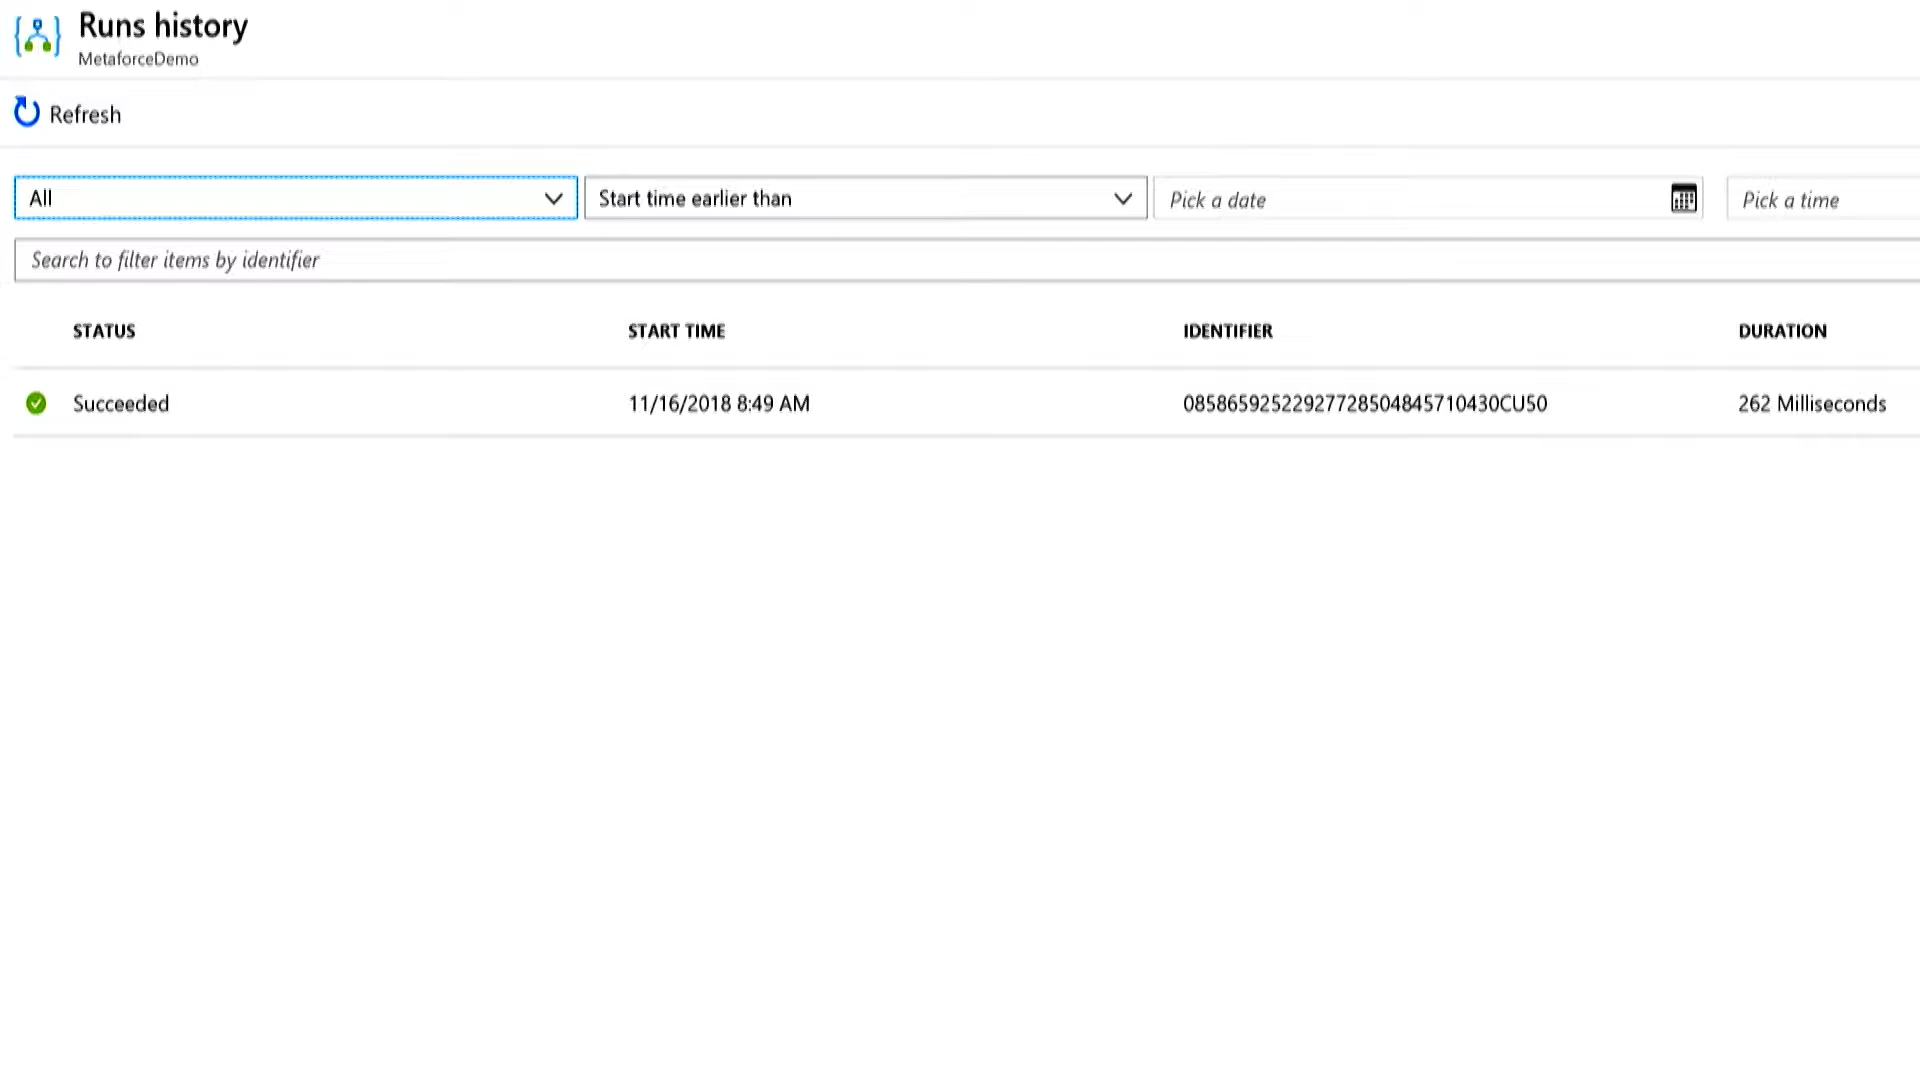 Runs history
MetaforceDemo
Refresh
All
Start time earlier than
Pick a date
Pick a time
Search to filter items by identifier
STATUS START TIME IDENTIFIER DURATION
Succeeded 11/16/2018 8:49 AM 08586592522927728504845710430CU50 262 Milliseconds